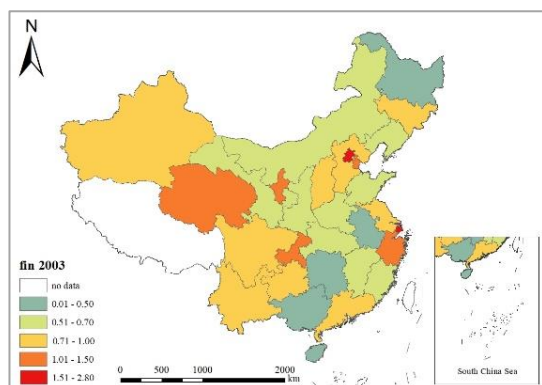 N
fin 2003
no data
0.01 - 0.50
0.51 - 0.70
0.71 - 1.00
1.01 - 1.50
1.51 - 2.80
0 500 1000 2000
km
South China Sea